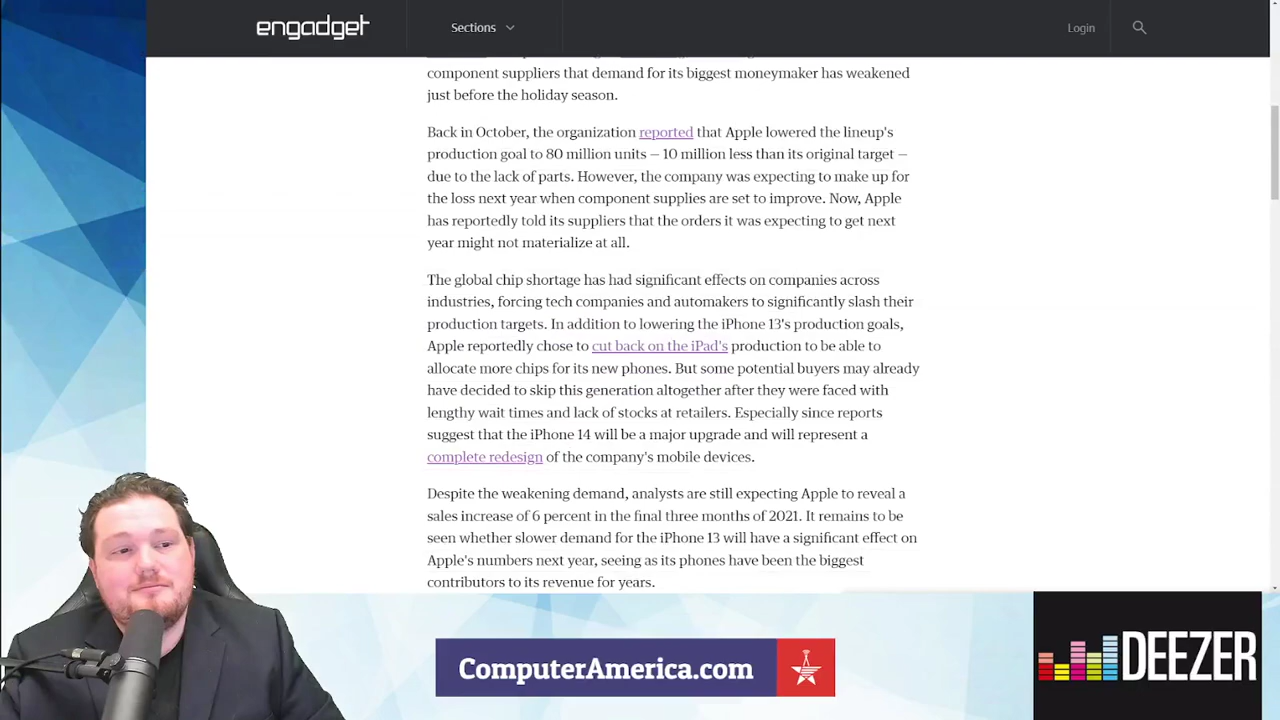 engadget
Sections
Login
component suppliers that demand for its biggest moneymaker has weakened
just before the holiday season.
Back in October, the organization reported that Apple lowered the lineup's
production goal to 80 million units — 10 million less than its original target —
due to the lack of parts. However, the company was expecting to make up for
the loss next year when component supplies are set to improve. Now, Apple
has reportedly told its suppliers that the orders it was expecting to get next
year might not materialize at all.
The global chip shortage has had significant effects on companies across
industries, forcing tech companies and automakers to significantly slash their
production targets. In addition to lowering the iPhone 13's production goals,
Apple reportedly chose to cut back on the iPad's production to be able to
allocate more chips for its new phones. But some potential buyers may already
have decided to skip this generation altogether after they were faced with
lengthy wait times and lack of stocks at retailers. Especially since reports
suggest that the iPhone 14 will be a major upgrade and will represent a
complete redesign of the company's mobile devices.
Despite the weakening demand, analysts are still expecting Apple to reveal a
sales increase of 6 percent in the final three months of 2021. It remains to be
seen whether slower demand for the iPhone 13 will have a significant effect on
Apple's numbers next year, seeing as its phones have been the biggest
contributors to its revenue for years.
ComputerAmerica.com
DEEZER